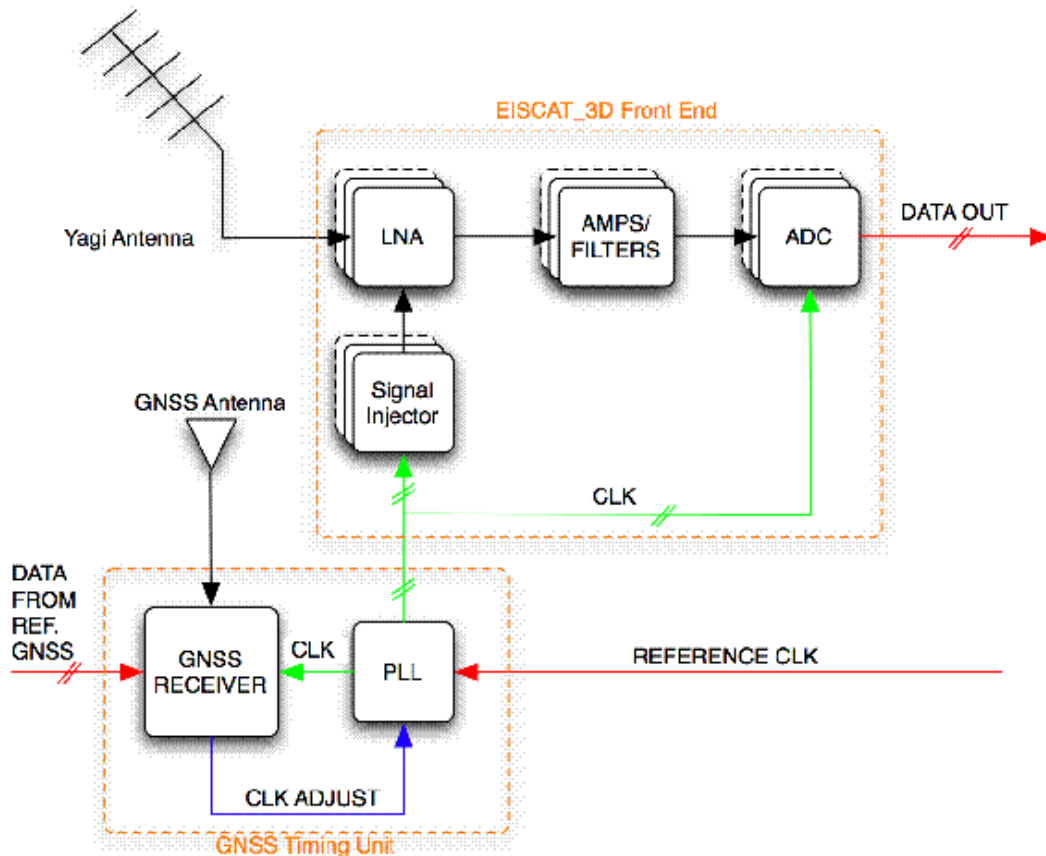 EISCAT_3D Front End
Yagi Antenna
LNA
AMPS/
FILTERS
ADC
DATA OUT
Signal
Injector
GNSS Antenna
CLK
DATA
FROM
REF.
GNSS
GNSS
RECEIVER
CLK
PLL
REFERENCE CLK
CLK ADJUST
GNSS Timing Unit